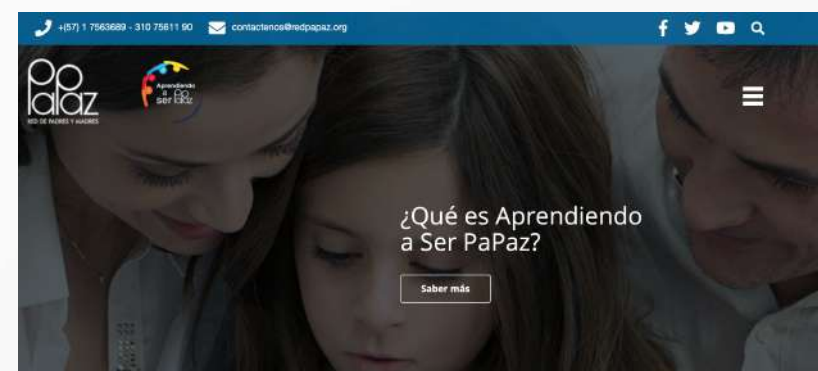 +(57) 1 7563689 - 310 75611 90 contactenos@redpapaz.org
PaPaz
RED DE PADRES Y MADRES
Aprendiendo
a
ser PaPaz
¿Qué es Aprendiendo
a Ser PaPaz?
Saber más